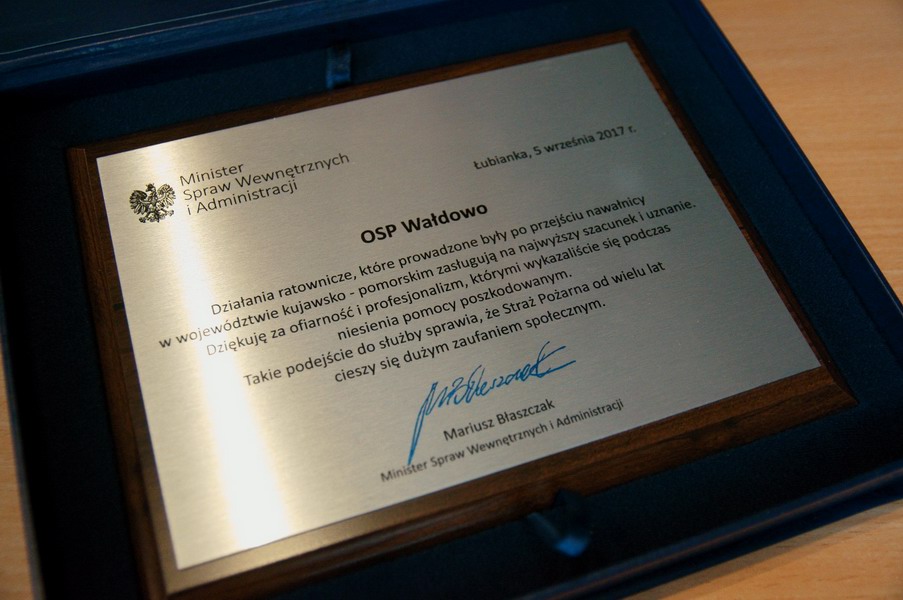 Minister
Spraw Wewnętrznych
i Administracji
Łubianka, 5 września 2017 r.
OSP Wałdowo
Działania ratownicze, które prowadzone były po przejściu nawałnicy
w województwie kujawsko - pomorskim zasługują na najwyższy szacunek i uznanie.
Dziękuję za ofiarność i profesjonalizm, którymi wykazaliście się podczas
niesienia pomocy poszkodowanym.
Takie podejście do służby sprawia, że Straż Pożarna od wielu lat
cieszy się dużym zaufaniem społecznym.
Mariusz Błaszczak
Minister Spraw Wewnętrznych i Administracji